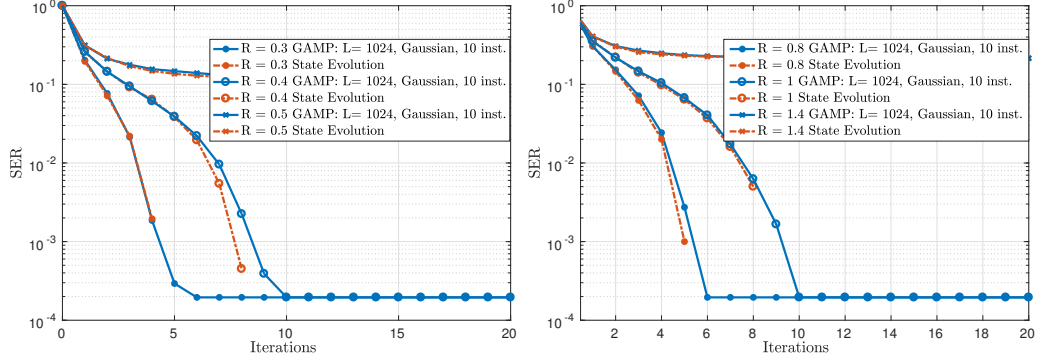 10^0
10^-1
10^-2
10^-3
10^-4
SER
0 5 10 15 20
Iterations
R = 0.3 GAMP: L= 1024, Gaussian, 10 inst.
R = 0.3 State Evolution
R = 0.4 GAMP: L= 1024, Gaussian, 10 inst.
R = 0.4 State Evolution
R = 0.5 GAMP: L= 1024, Gaussian, 10 inst.
R = 0.5 State Evolution
10^0
10^-1
10^-2
10^-3
10^-4
SER
2 4 6 8 10 12 14 16 18 20
Iterations
R = 0.8 GAMP: L= 1024, Gaussian, 10 inst.
R = 0.8 State Evolution
R = 1 GAMP: L= 1024, Gaussian, 10 inst.
R = 1 State Evolution
R = 1.4 GAMP: L= 1024, Gaussian, 10 inst.
R = 1.4 State Evolution